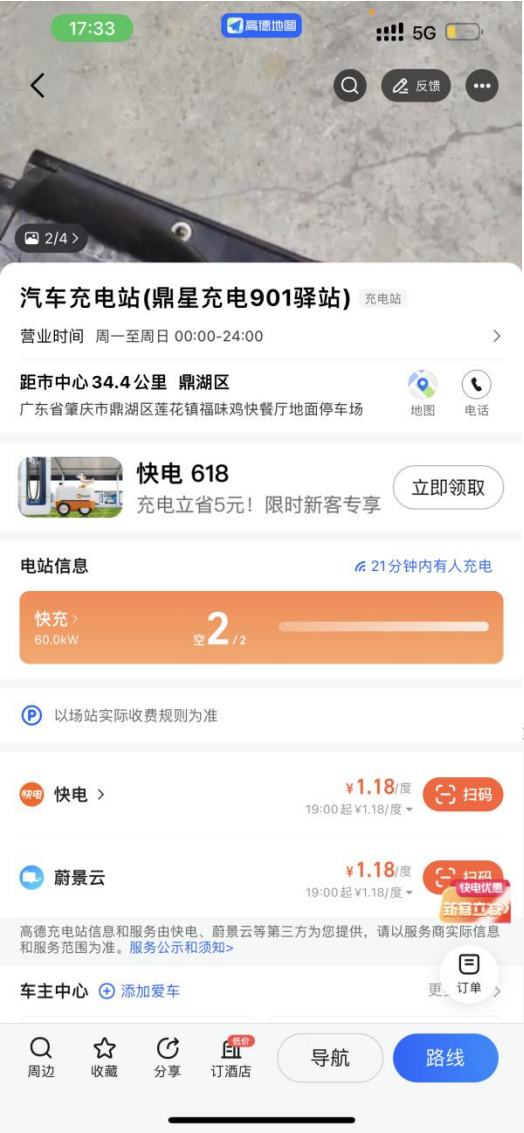 17:33
高德地图
5G
反馈
2/4 >
汽车充电站(鼎星充电901驿站) 充电站
营业时间 周一至周日 00:00-24:00
距市中心 34.4公里 鼎湖区
广东省肇庆市鼎湖区莲花镇福味鸡快餐厅地面停车场
地图
电话
快电 618
充电立省5元！限时新客专享
立即领取
电站信息
21分钟内有人充电
快充 >
60.0kW
空2/2
P 以场站实际收费规则为准
快电
快电 >
¥1.18/度
19:00起¥1.18/度
扫码
蔚景云
¥1.18/度
19:00起¥1.18/度
扫码
快电优惠
新客立省
高德充电站信息和服务由快电、蔚景云等第三方为您提供，请以服务商实际信息
和服务范围为准。服务公示和须知>
车主中心 添加爱车
更
订单
周边
收藏
分享
低价
订酒店
导航
路线